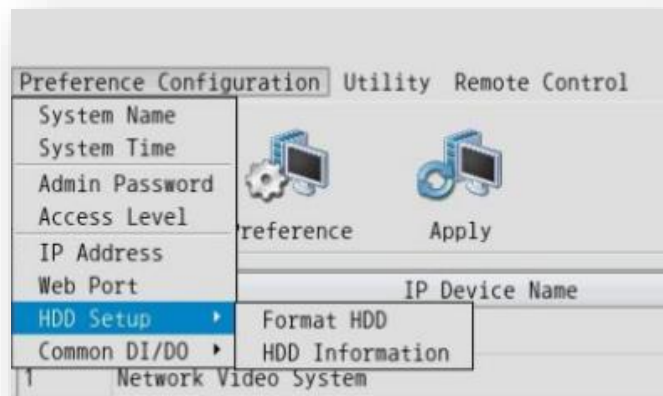 Preference Configuration Utility Remote Control
System Name
System Time
Admin Password
Access Level
Preference Apply
IP Address
Web Port
IP Device Name
HDD Setup
Format HDD
Common DI/DO
HDD Information
1 Network Video System